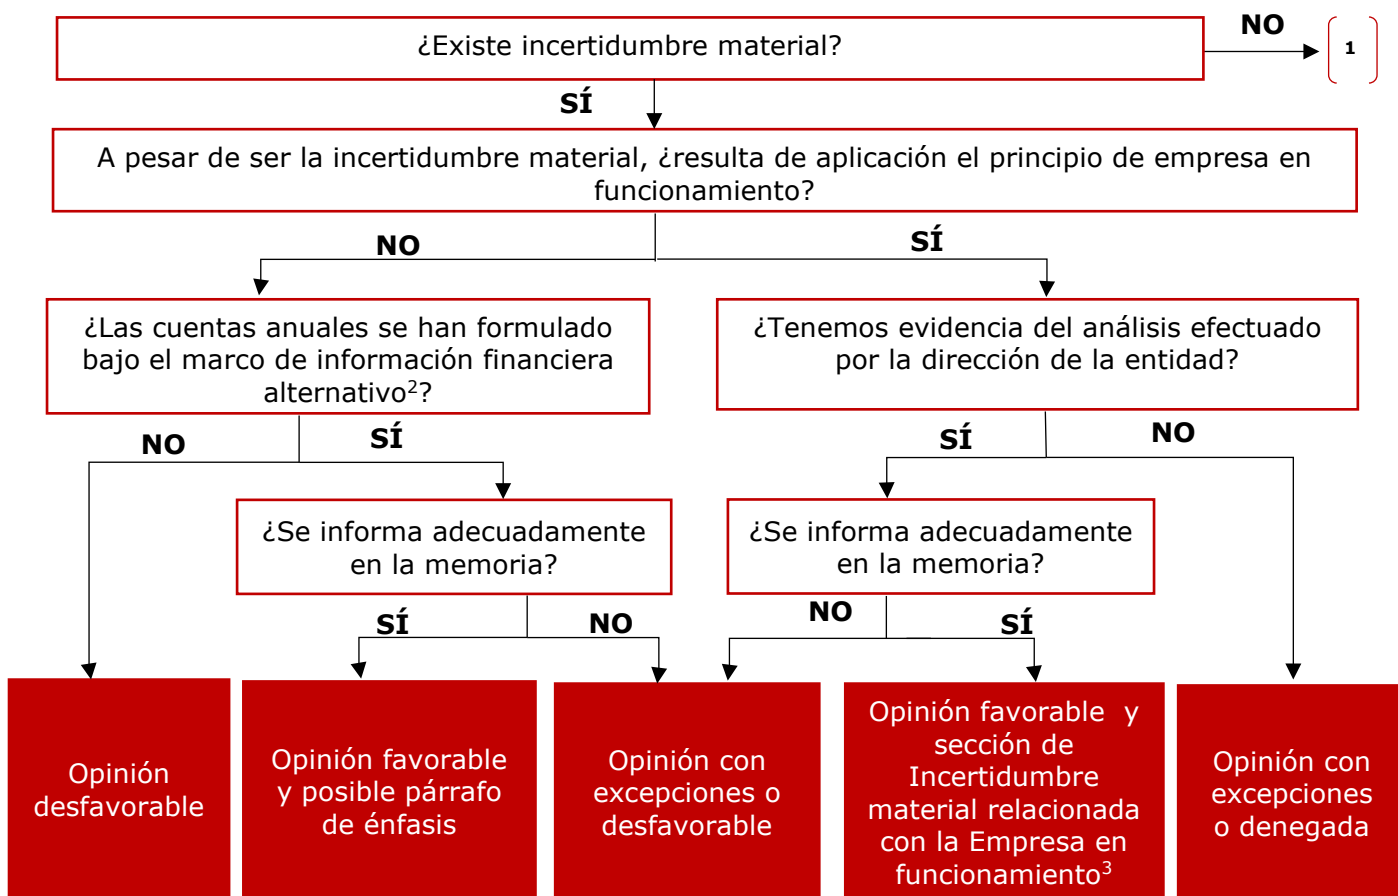 ¿Existe incertidumbre material?
NO
1
SÍ
A pesar de ser la incertidumbre material, ¿resulta de aplicación el principio de empresa en
funcionamiento?
NO
SÍ
¿Las cuentas anuales se han formulado
bajo el marco de información financiera
alternativo²?
¿Tenemos evidencia del análisis efectuado
por la dirección de la entidad?
NO
SÍ
SÍ
NO
¿Se informa adecuadamente
en la memoria?
¿Se informa adecuadamente
en la memoria?
SÍ
NO
NO
SÍ
Opinión
desfavorable
Opinión favorable
y posible párrafo
de énfasis
Opinión con
excepciones o
desfavorable
Opinión favorable y
sección de
Incertidumbre
material relacionada
con la Empresa en
funcionamiento³
Opinión con
excepciones
o denegada